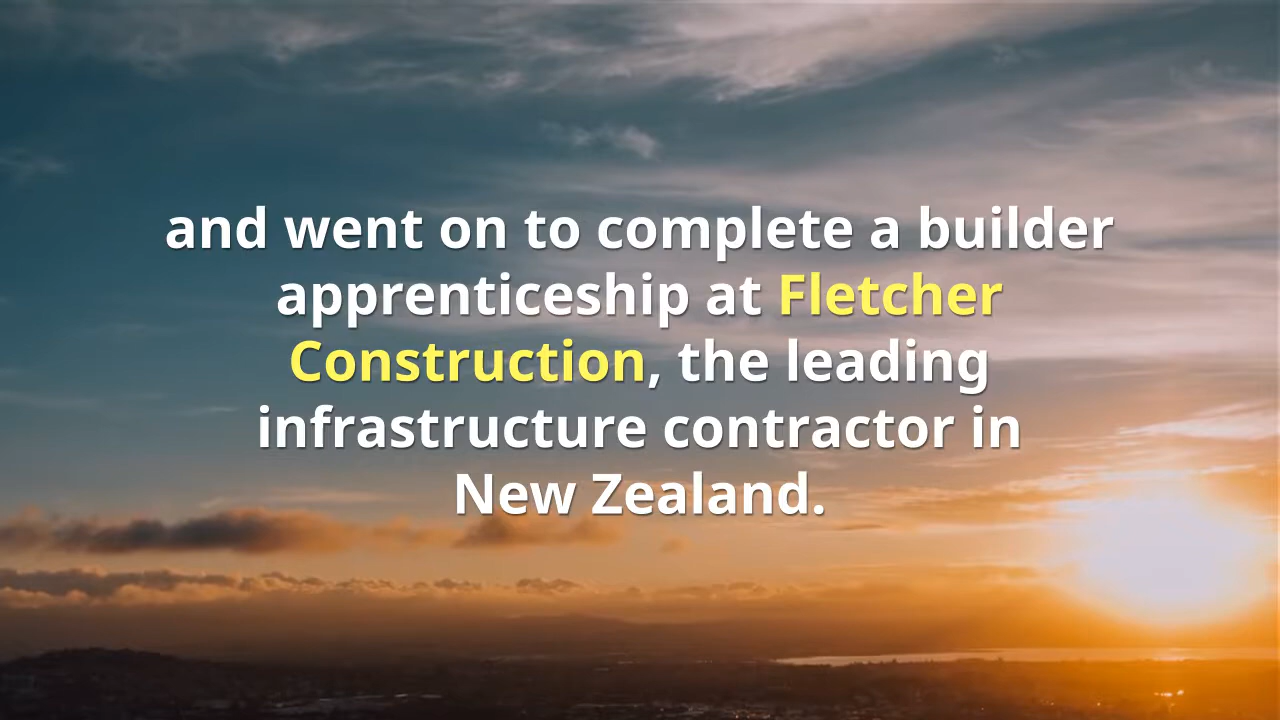 and went on to complete a builder
apprenticeship at Fletcher
Construction, the leading
infrastructure contractor in
New Zealand.